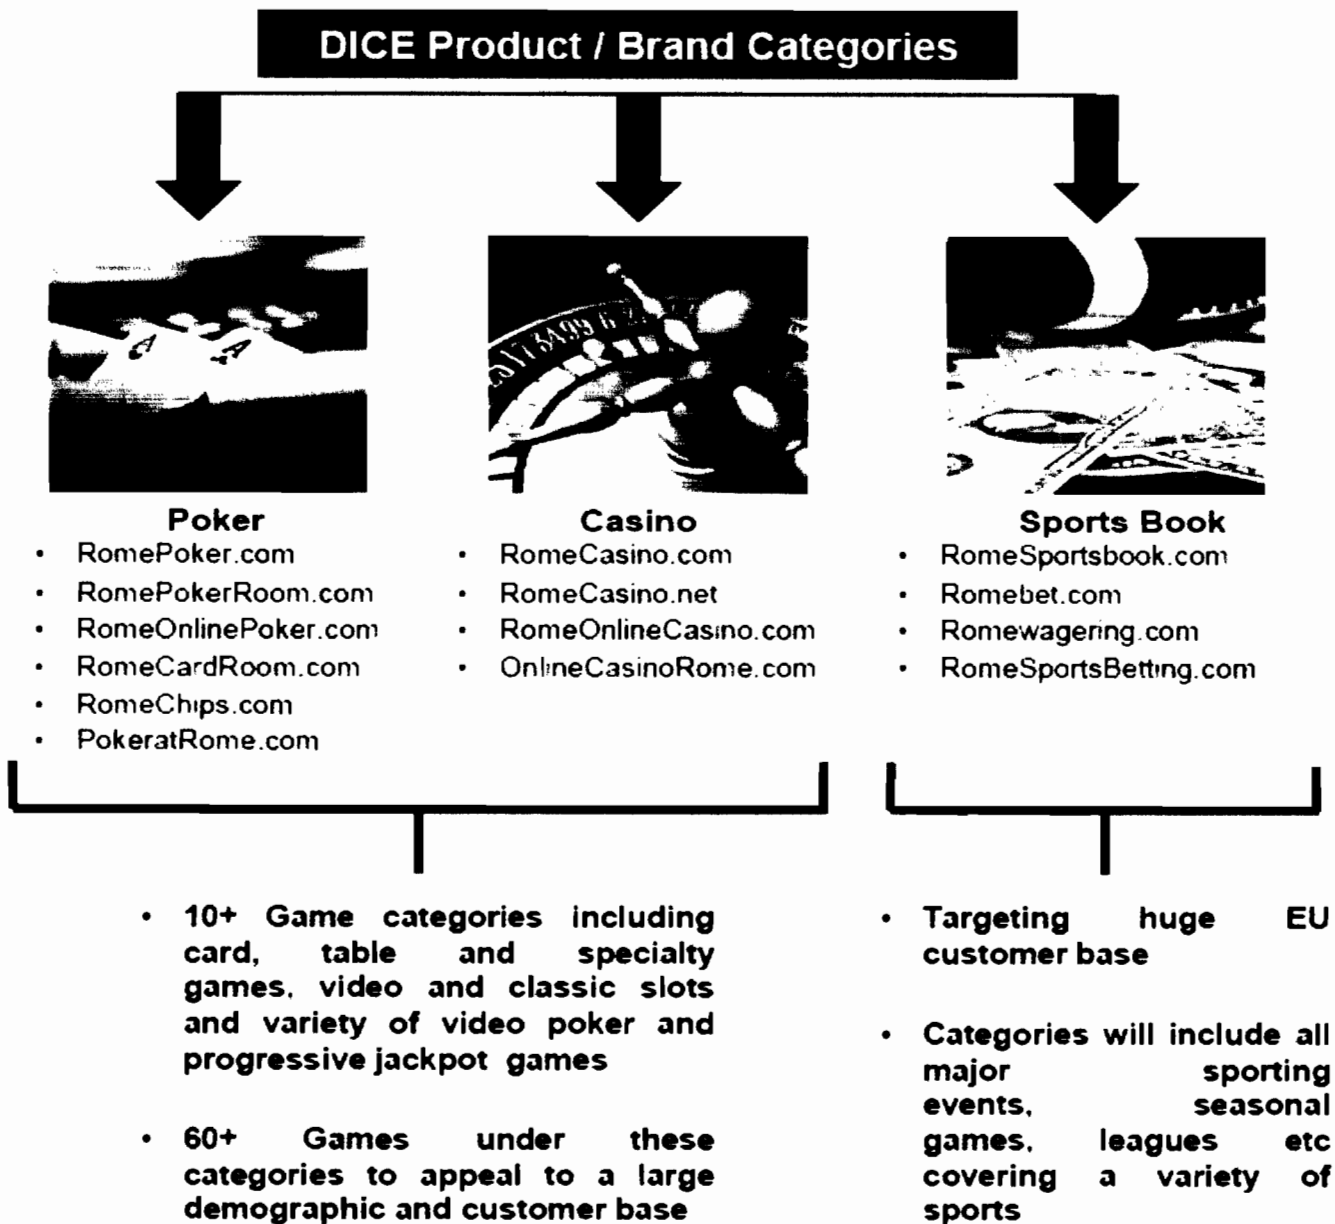 DICE Product / Brand Categories
Poker
• RomePoker.com
• RomePokerRoom.com
• RomeOnlinePoker.com
• RomeCardRoom.com
• RomeChips.com
• PokeratRome.com
Casino
• RomeCasino.com
• RomeCasino.net
• RomeOnlineCasino.com
• OnlineCasinoRome.com
Sports Book
• RomeSportsbook.com
• Romebet.com
• Romewagering.com
• RomeSportsBetting.com
• 10+ Game categories including
card, table and specialty
games, video and classic slots
and variety of video poker and
progressive jackpot games
• 60+ Games under these
categories to appeal to a large
demographic and customer base
• Targeting huge EU
customer base
• Categories will include all
major sporting
events, seasonal
games, leagues etc
covering a variety of
sports